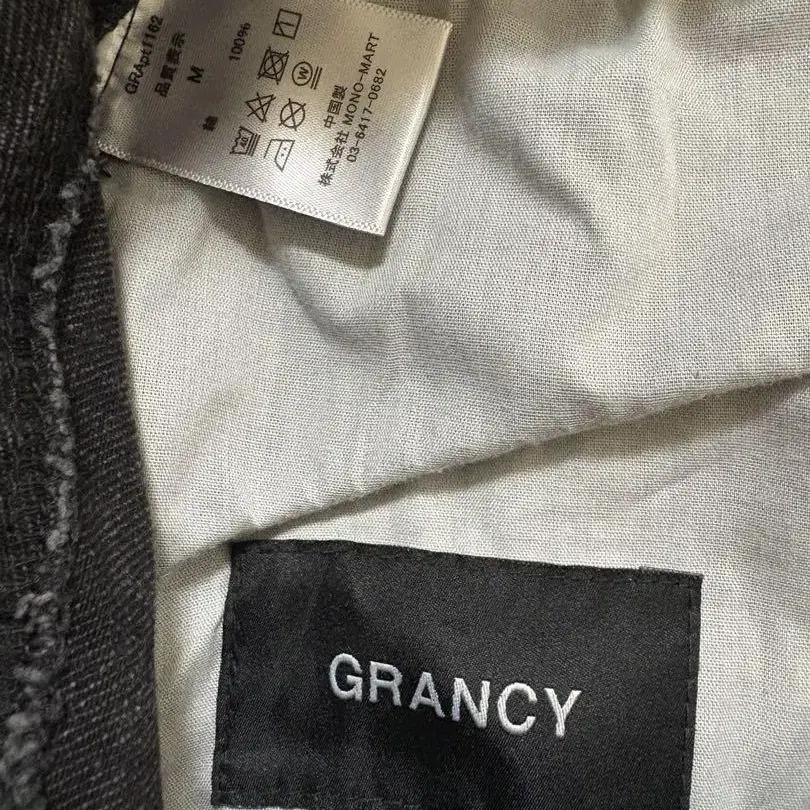 GRApt1162
品質表示
M
綿 100%
中国製
株式会社 MONO-MART
03-6417-0682
GRANCY